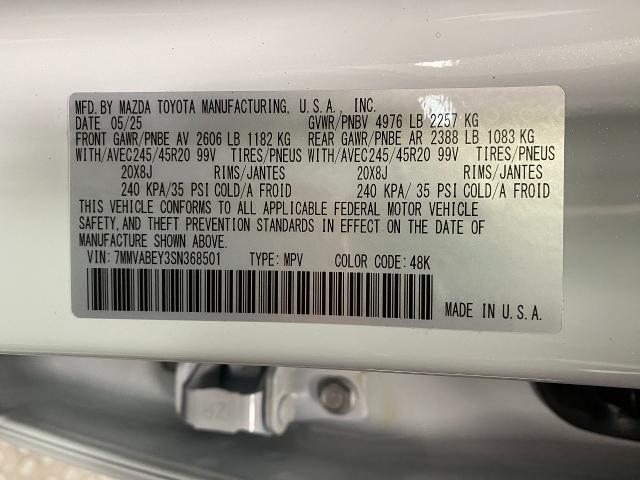 MFD. BY MAZDA TOYOTA MANUFACTURING, U.S.A., INC.
DATE 05/25 GVWR/PNBV 4976 LB 2257 KG
FRONT GAWR/PNBE AV 2606 LB 1182 KG REAR GAWR/PNBE AR 2388 LB 1083 KG
WITH/AVEC245/45R20 99V TIRES/PNEUS WITH/AVEC245/45R20 99V TIRES/PNEUS
20X8J RIMS/JANTES 20X8J RIMS/JANTES
240 KPA/35 PSI COLD/A FROID 240 KPA/ 35 PSI COLD/A FROID
THIS VEHICLE CONFORMS TO ALL APPLICABLE FEDERAL MOTOR VEHICLE
SAFETY, AND THEFT PREVENTION STANDARDS IN EFFECT ON THE DATE OF
MANUFACTURE SHOWN ABOVE.
VIN: 7MMVABEY3SN368501 TYPE: MPV COLOR CODE: 48K
MADE IN U.S.A.